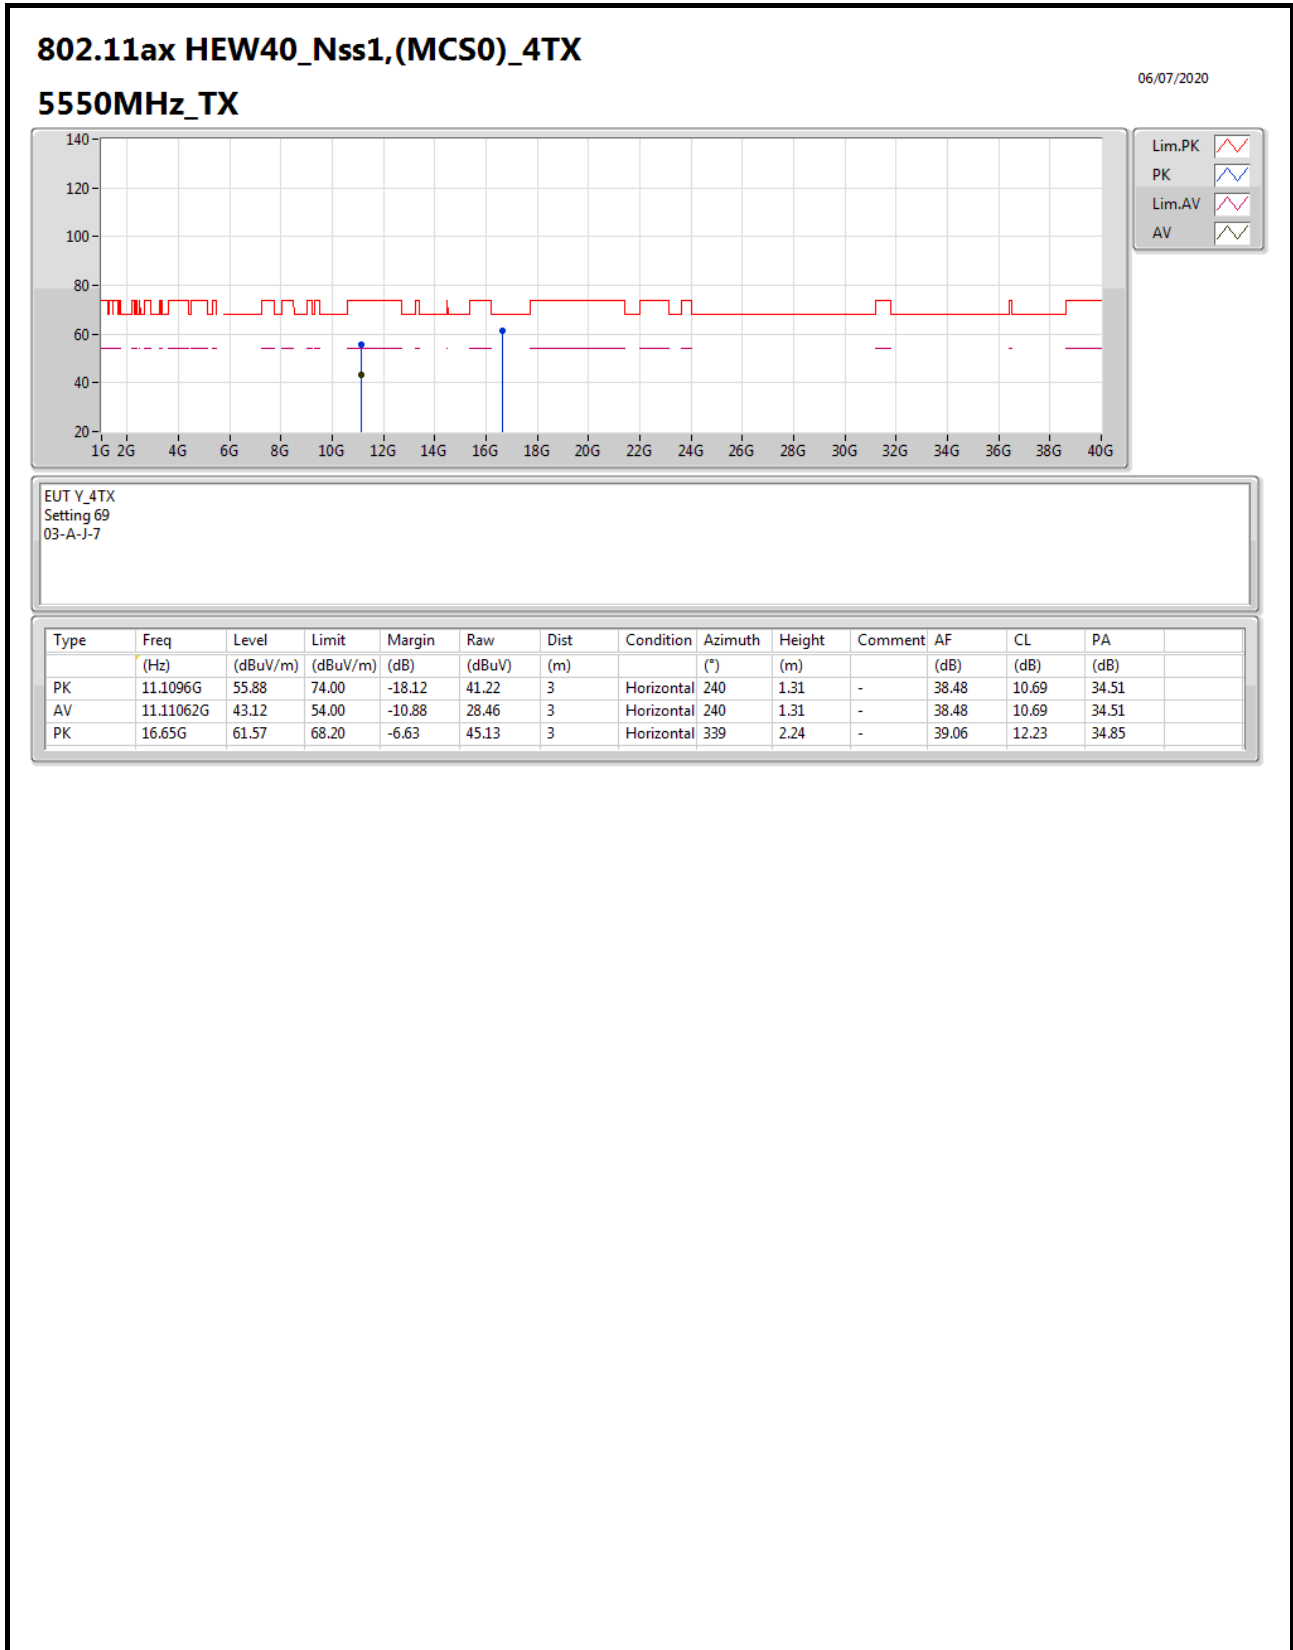 802.11ax HEW40_Nss1,(MCS0)_4TX
06/07/2020
5550MHz_TX
140
120
100
80
60
40
20
1G 2G 4G 6G 8G 10G 12G 14G 16G 18G 20G 22G 24G 26G 28G 30G 32G 34G 36G 38G 40G
Lim.PK
PK
Lim.AV
AV
EUT Y_4TX
Setting 69
03-A-J-7
Type Freq Level Limit Margin Raw Dist Condition Azimuth Height Comment AF CL PA
(Hz) (dBuV/m) (dBuV/m) (dB) (dBuV) (m) (°) (m) (dB) (dB) (dB)
PK 11.1096G 55.88 74.00 -18.12 41.22 3 Horizontal 240 1.31 - 38.48 10.69 34.51
AV 11.11062G 43.12 54.00 -10.88 28.46 3 Horizontal 240 1.31 - 38.48 10.69 34.51
PK 16.65G 61.57 68.20 -6.63 45.13 3 Horizontal 339 2.24 - 39.06 12.23 34.85